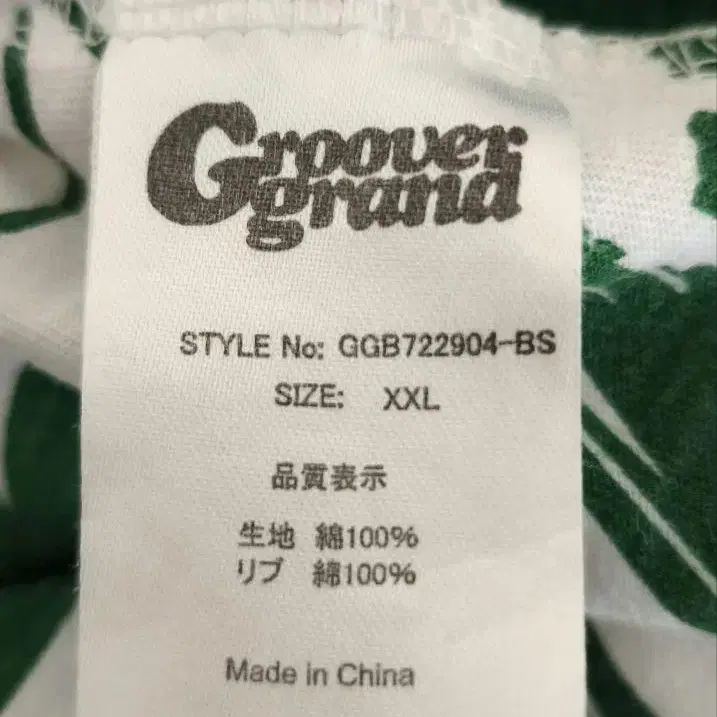 Groover
grand
STYLE No: GGB722904-BS
SIZE: XXL
品質表示
生地 綿100%
リブ 綿100%
Made in China